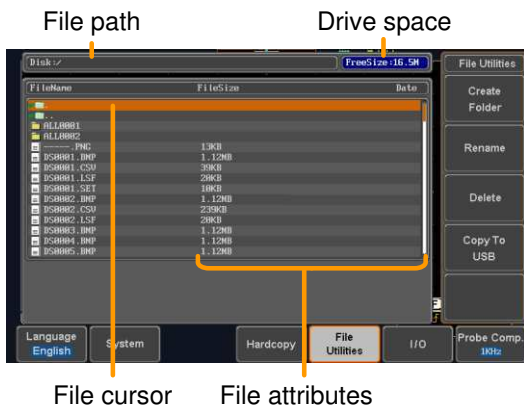 File path Drive space
Disk:/ FreeSize:16.5M File Utilities
FileName FileSize Date
.
..
ALL0001
ALL0002
------.PNG 13KB
DS0001.BMP 1.12MB
DS0001.CSV 39KB
DS0001.LSF 20KB
DS0001.SET 10KB
DS0002.BMP 1.12MB
DS0002.CSV 239KB
DS0002.LSF 20KB
DS0003.BMP 1.12MB
DS0004.BMP 1.12MB
DS0005.BMP 1.12MB
Create
Folder
Rename
Delete
Copy To
USB
Language
English
System
Hardcopy
File
Utilities
I/O
Probe Comp.
1KHz
File cursor File attributes